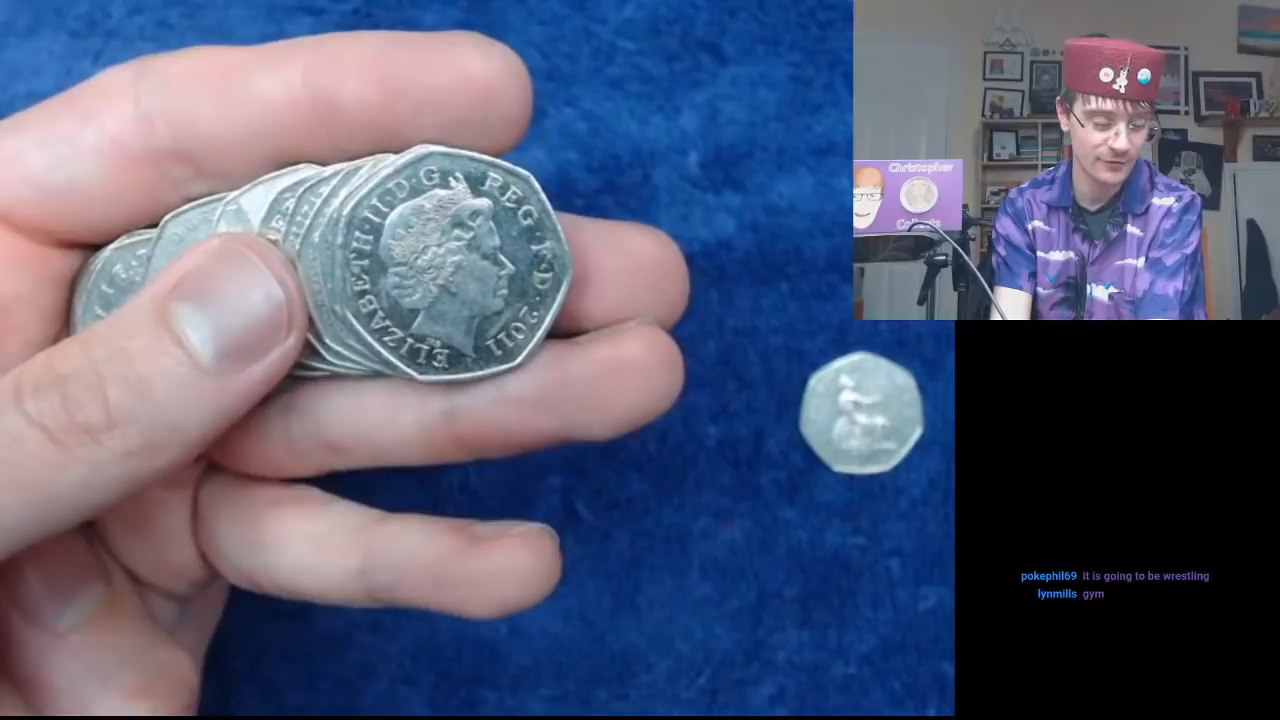 ELIZABETH·II·D·G REG·F·D·2011
Christopher
Collects
pokephil69 it is going to be wrestling
lynmills gym